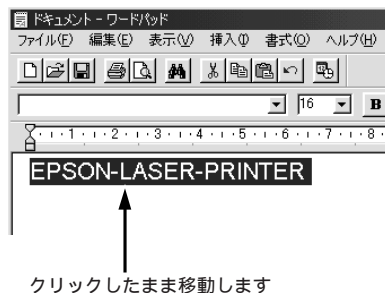 ドキュメント - ワードパッド
ファイル(F) 編集(E) 表示(V) 挿入(I) 書式(O) ヘルプ(H)
16 B
1 2 3 4 5 6 7 8
EPSON-LASER-PRINTER
クリックしたまま移動します